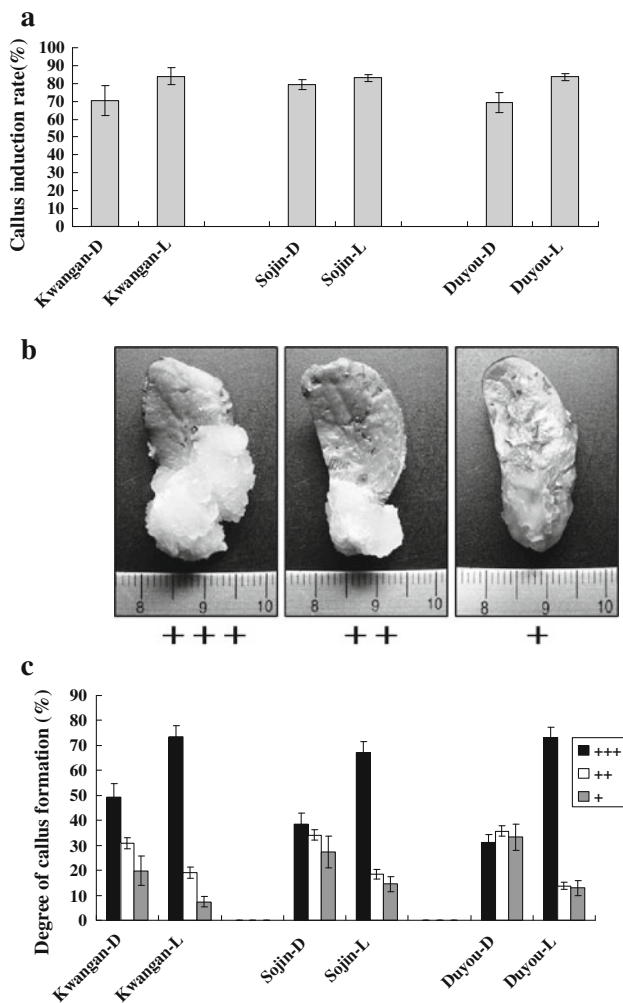 a
Callus induction rate(%)
100
90
80
70
60
50
40
30
20
10
0
Kwangan-D
Kwangan-L
Sojin-D
Sojin-L
Duyou-D
Duyou-L
b
8 9 10
8 9 10
8 9 10
+++
++
+
c
Degree of callus formation (%)
90
80
70
60
50
40
30
20
10
0
+++
++
+
Kwangan-D
Kwangan-L
Sojin-D
Sojin-L
Duyou-D
Duyou-L